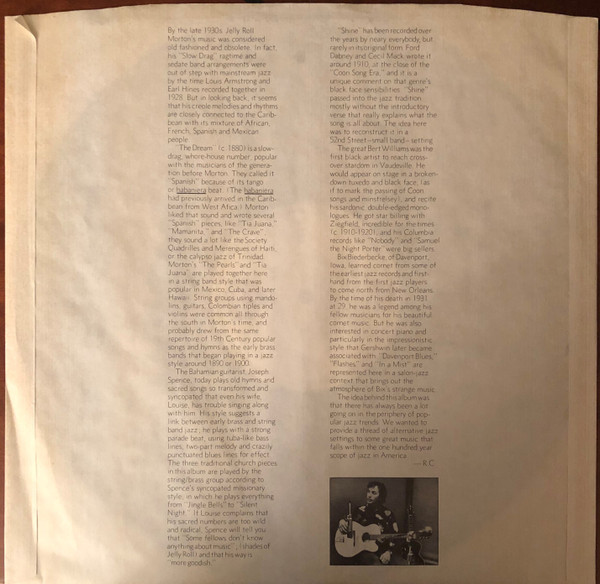 By the late 1930s Jelly Roll
Morton's music was considered
old fashioned and obsolete. In fact,
his "Slow Drag" ragtime and
sedate band arrangements were
out of step with mainstream jazz
by the time Louis Armstrong and
Earl Hines recorded together in
1928. But in looking back, it seems
that his creole melodies and rhythms
are closely connected to the Carib-
bean with its mixture of African,
French, Spanish and Mexican
people.
"The Dream" (c. 1880) is a slow-
drag, whore-house number, popular
with the musicians of the genera-
tion before Morton. They called it
"Spanish" because of its tango
or habanera beat. (The habanera
had previously arrived in the Carib-
bean from West Africa.) Morton
liked that sound and wrote several
"Spanish" pieces, like "Tia Juana,"
"Mamanita," and "The Crave"
they sound a lot like the Society
Quadrilles and Merengues of Haiti,
or the calypso jazz of Trinidad.
Morton's "The Pearls" and "Tia
Juana" are played together here
in a string band style that was
popular in Mexico, Cuba, and later
Hawaii. String groups using mando-
lins, guitars, Colombian tiples and
violins were common all through
the south in Morton's time, and
probably drew from the same
repertoire of 19th Century popular
songs and hymns as the early brass
bands that began playing in a jazz
style around 1890 or 1900.
The Bahamian guitarist, Joseph
Spence, today plays old hymns and
sacred songs so transformed and
syncopated that even his wife,
Louise, has trouble singing along
with him. His style suggests a
link between early brass and string
band jazz; he plays with a strong
parade beat, using tuba-like bass
lines, two-part melody and crazily
punctuated blues lines for effect.
The three traditional church pieces
in this album are played by the
string/brass group according to
Spence's syncopated missionary
style, in which he plays everything
from "Jingle Bells" to "Silent
Night." If Louise complains that
his sacred numbers are too wild
and radical, Spence will tell you
that "Some fellows don't know
anything about music", (shades of
Jelly Roll) and that his way is
"more goodish."
"Shine" has been recorded over
the years by nearly everybody, but
rarely in its original form. Ford
Dabney and Cecil Mack wrote it
around 1910, at the close of the
"Coon Song Era," and it is a
unique comment on that genre's
black face sensibilities. "Shine"
passed into the jazz tradition
mostly without the introductory
verse that really explains what the
song is all about. The idea here
was to reconstruct it in a
52nd Street–small band– setting.
The great Bert Williams was the
first black artist to reach cross-
over stardom in Vaudeville. He
would appear on stage in a broken-
down tuxedo and black face, (as
if to mark the passing of Coon
songs and minstrelsy), and recite
his sardonic, double-edged mono-
logues. He got star billing with
Ziegfield, incredible for the times
(c. 1910-1920), and his Columbia
records like "Nobody" and "Samuel
the Night Porter" were big sellers.
Bix Biederbecke, of Davenport,
Iowa, learned cornet from some of
the earliest jazz records and first-
hand from the first jazz players
to come north from New Orleans.
By the time of his death in 1931
at 29, he was a legend among his
fellow musicians for his beautiful
cornet music. But he was also
interested in concert piano and
particularly in the impressionistic
style that Gershwin later became
associated with. "Davenport Blues,"
"Flashes," and "In a Mist" are
represented here in a salon-jazz
context that brings out the
atmosphere of Bix's strange music.
The idea behind this album was
that there has always been a lot
going on in the periphery of pop-
ular jazz trends. We wanted to
provide a thread of alternative jazz
settings, to some great music that
falls within the one hundred year
scope of jazz in America.
—R.C.